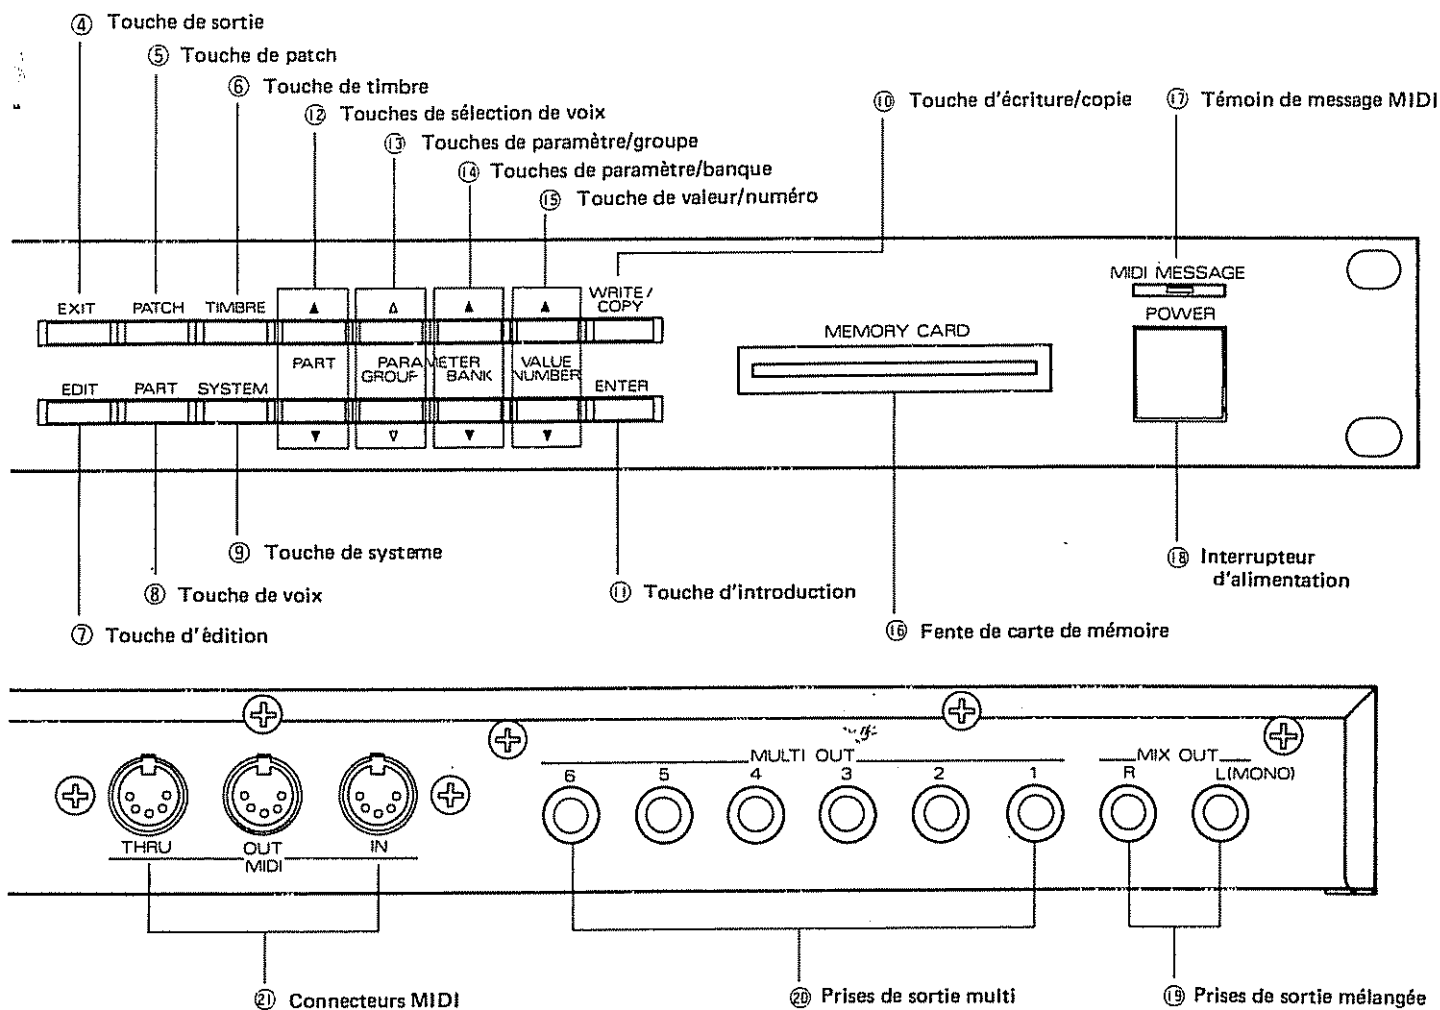 ④ Touche de sortie
⑤ Touche de patch
⑥ Touche de timbre
⑫ Touches de sélection de voix
⑬ Touches de paramètre/groupe
⑭ Touches de paramètre/banque
⑮ Touche de valeur/numéro
⑩ Touche d'écriture/copie
⑰ Témoin de message MIDI
EXIT PATCH TIMBRE ▲ △ ▲ ▲ WRITE/
COPY
PART PARAMETER VALUE
GROUP BANK NUMBER
EDIT PART SYSTEM ENTER
▼ ▽ ▼ ▼
MEMORY CARD
MIDI MESSAGE
POWER
⑨ Touche de systeme
⑧ Touche de voix
⑦ Touche d'édition
⑪ Touche d'introduction
⑯ Fente de carte de mémoire
⑱ Interrupteur
d'alimentation
MULTI OUT
6 5 4 3 2 1
MIX OUT
R L(MONO)
THRU OUT IN
MIDI
㉑ Connecteurs MIDI
⑳ Prises de sortie multi
⑲ Prises de sortie mélangée